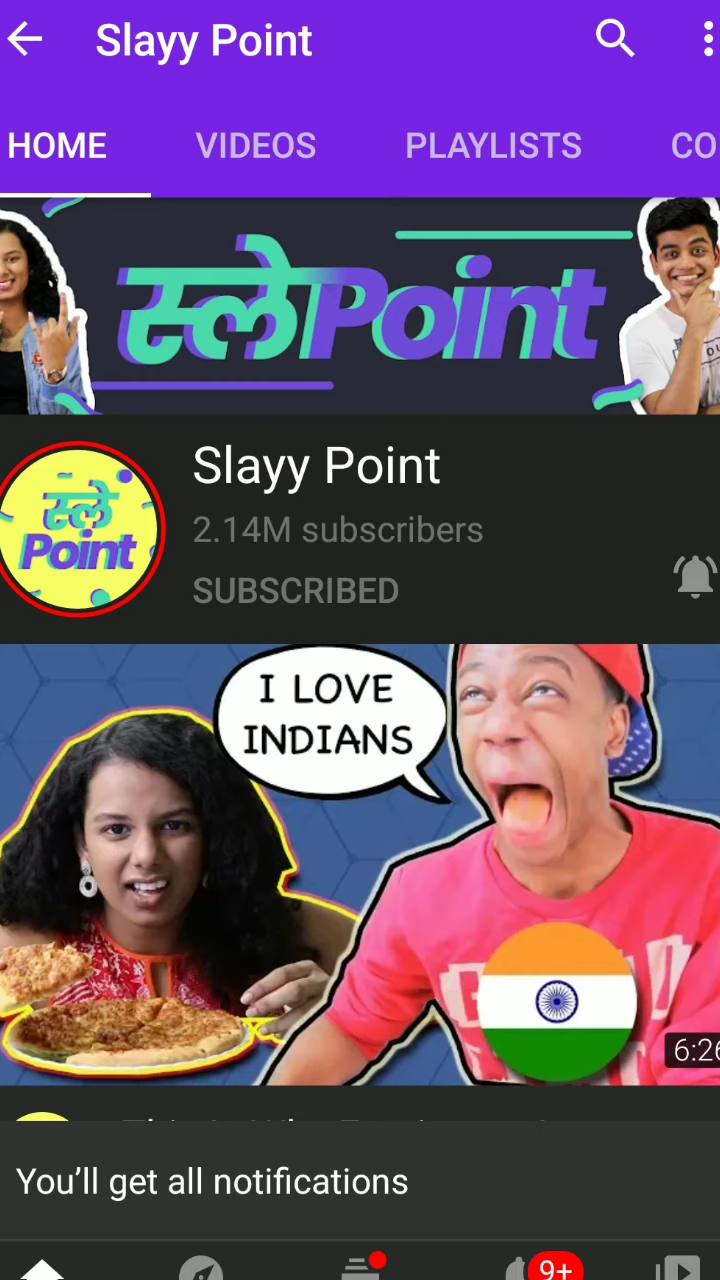 Slayy Point
HOME VIDEOS PLAYLISTS CO
स्लेPoint
स्ले
Point
Slayy Point
2.14M subscribers
SUBSCRIBED
I LOVE
INDIANS
6:26
You’ll get all notifications
9+